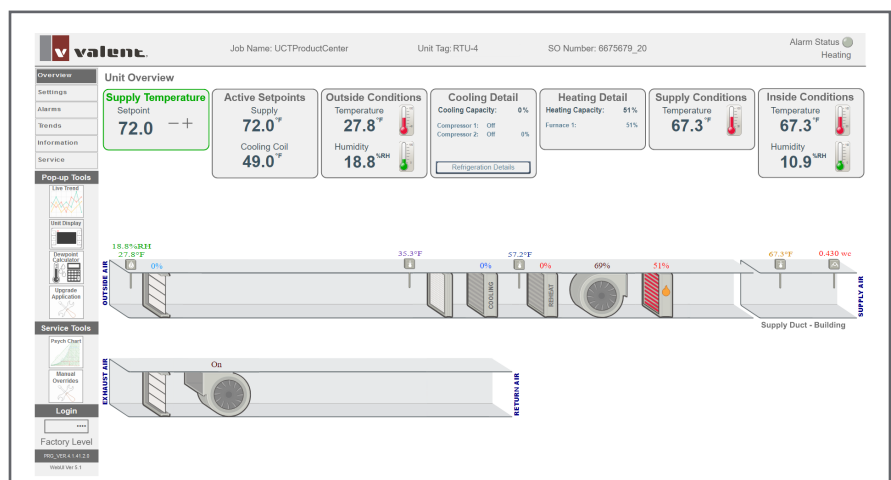 valent.
Job Name: UCTProductCenter
Unit Tag: RTU-4
SO Number: 6675679_20
Alarm Status
Heating
Overview
Settings
Alarms
Trends
Information
Service
Pop-up Tools
Live Trend
Unit Display
Dewpoint
Calculator
Upgrade
Application
Service Tools
Psych Chart
Manual
Overrides
Login
••••
Factory Level
PRG_VER 4.1.41.2.0
WebUI Ver 5.1
Unit Overview
Supply Temperature
Setpoint
72.0 − +
Active Setpoints
Supply
72.0 °F
Cooling Coil
49.0 °F
Outside Conditions
Temperature
27.8 °F
Humidity
18.8 %RH
Cooling Detail
Cooling Capacity: 0%
Compressor 1: Off
Compressor 2: Off 0%
Refrigeration Details
Heating Detail
Heating Capacity: 51%
Furnace 1: 51%
Supply Conditions
Temperature
67.3 °F
Inside Conditions
Temperature
67.3 °F
Humidity
10.9 %RH
18.8%RH
27.8°F
0%
35.3°F
0%
57.2°F
0%
69%
51%
67.3°F
0.430 wc
OUTSIDE AIR
COOLING
REHEAT
SUPPLY AIR
Supply Duct - Building
On
EXHAUST AIR
RETURN AIR